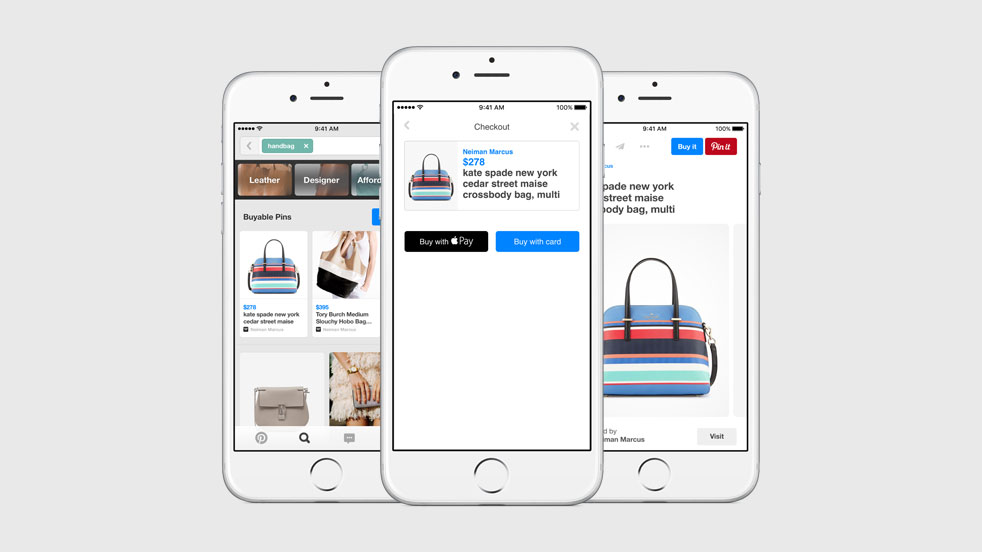 9:41 AM
handbag ×
Leather
Designer
Buyable Pins
$278
kate spade new york
cedar street maise
Neiman Marcus
$395
Tory Burch Medium
Slouchy Hobo Bag...
Neiman Marcus
9:41 AM
100%
Checkout
Neiman Marcus
$278
kate spade new york
cedar street maise
crossbody bag, multi
Buy with Pay
Buy with card
9:41 AM
100%
Buy it
Pin it
spade new york
street maise
body bag, multi
by
Marcus
Visit